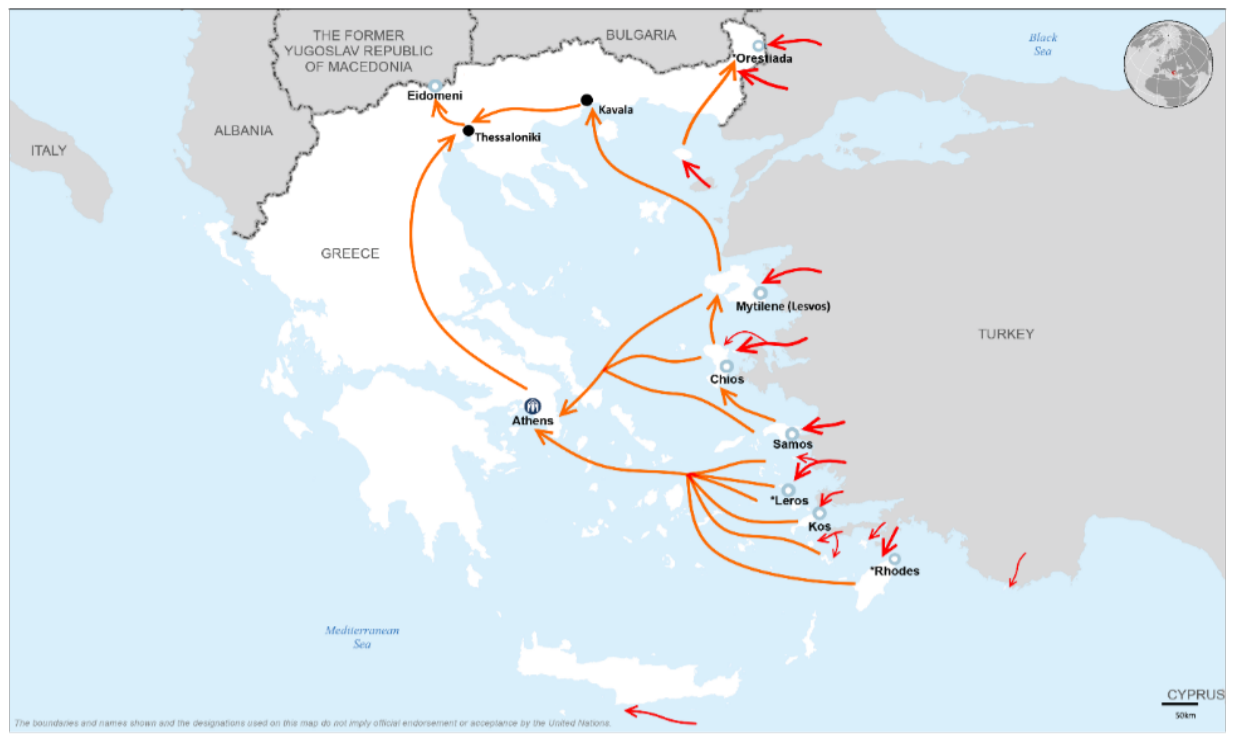 THE FORMER
YUGOSLAV REPUBLIC
OF MACEDONIA
BULGARIA
Black
Sea
*Orestiada
Eidomeni
Kavala
ALBANIA
Thessaloniki
ITALY
GREECE
Mytilene (Lesvos)
TURKEY
Chios
Athens
Samos
*Leros
Kos
*Rhodes
Mediterranean
Sea
CYPRUS
50km
The boundaries and names shown and the designations used on this map do not imply official endorsement or acceptance by the United Nations.